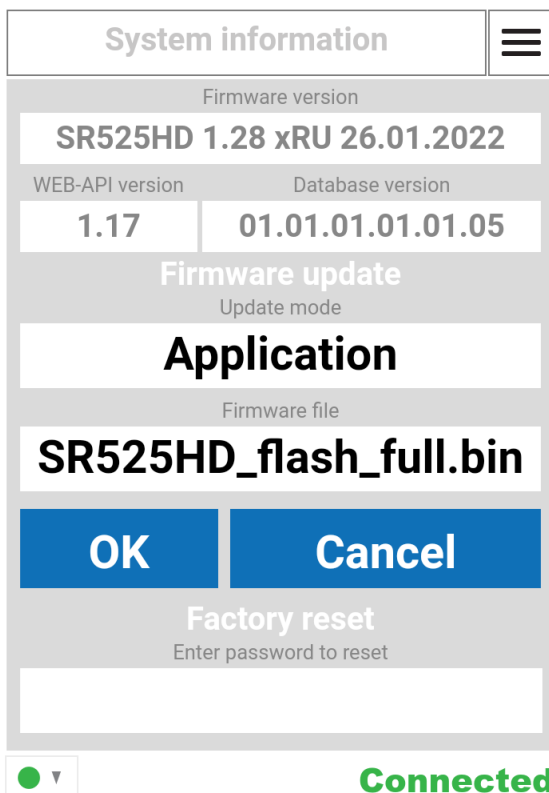 System information
Firmware version
SR525HD 1.28 xRU 26.01.2022
WEB-API version Database version
1.17 01.01.01.01.01.05
Firmware update
Update mode
Application
Firmware file
SR525HD_flash_full.bin
OK Cancel
Factory reset
Enter password to reset
Connected